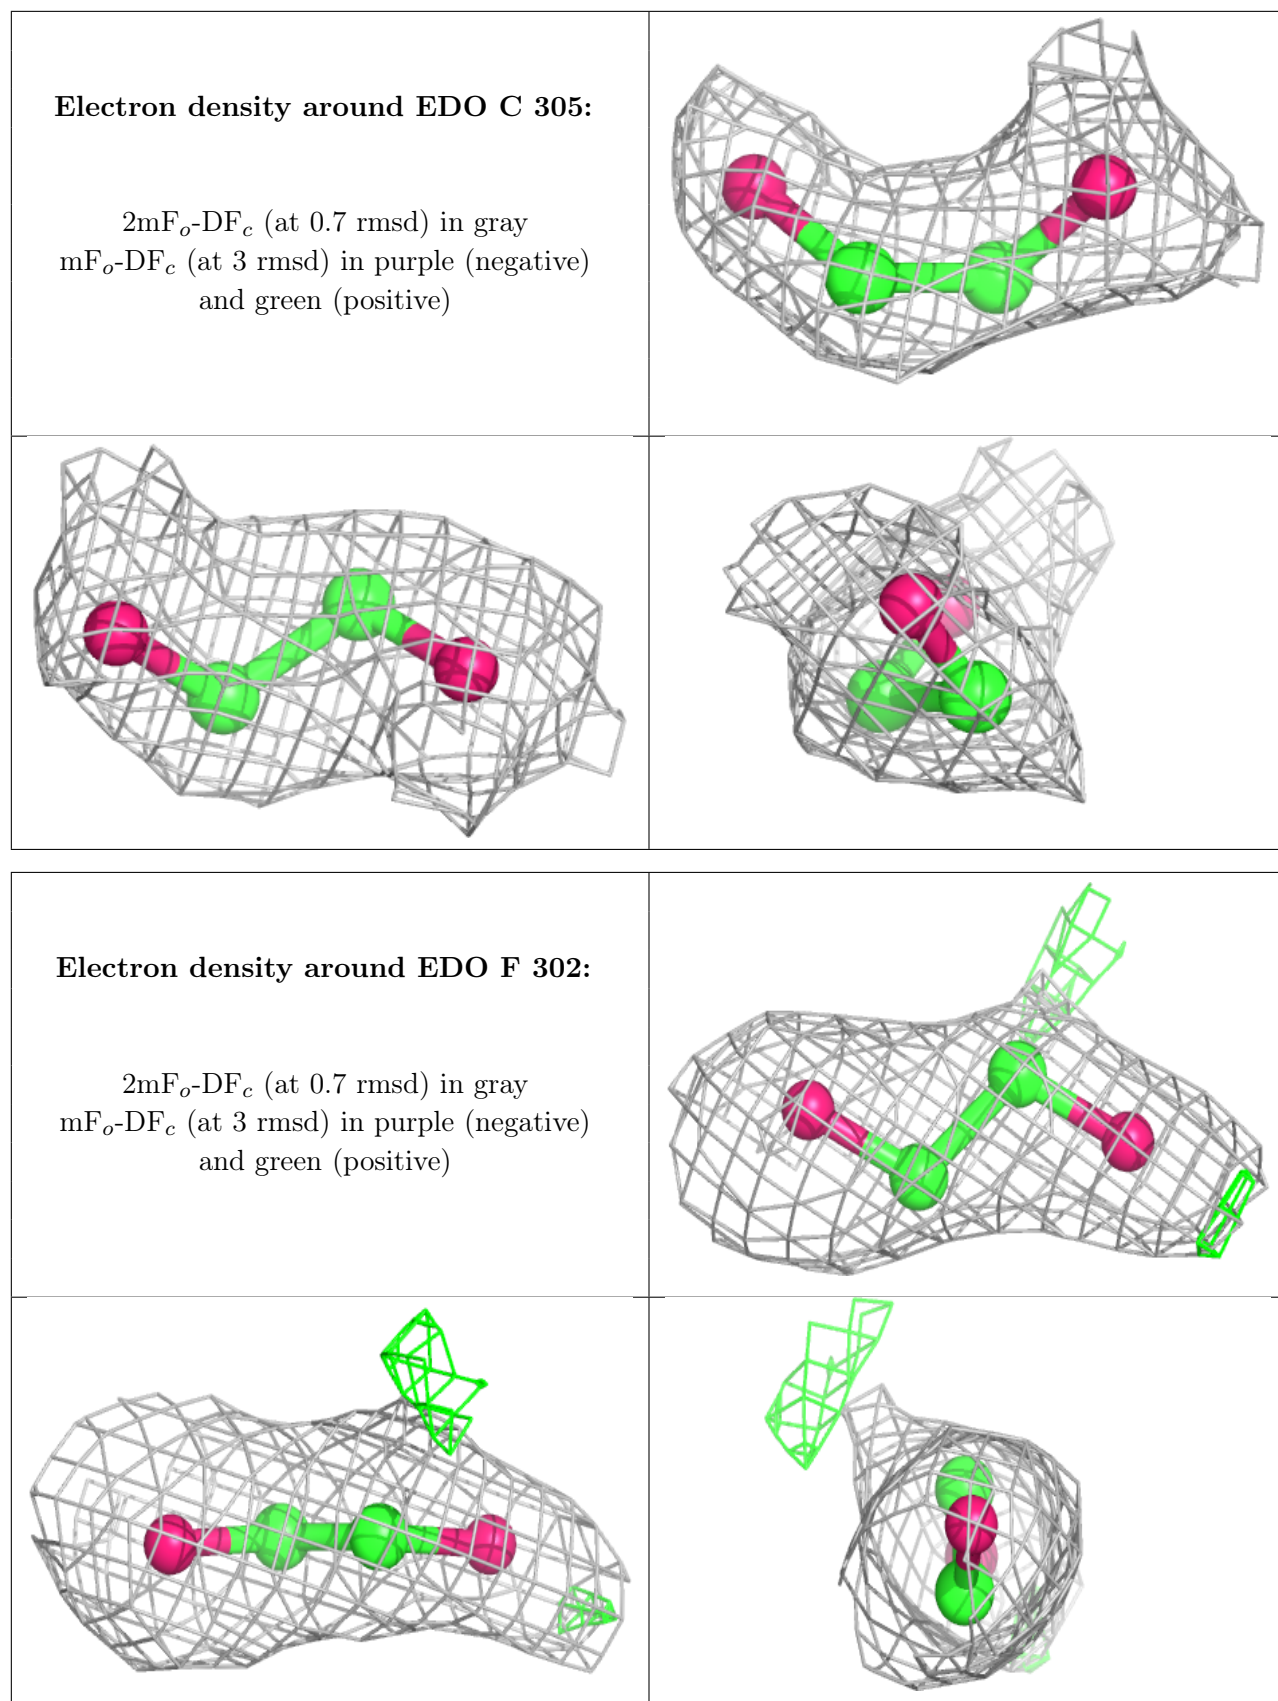 Electron density around EDO C 305:
2mFo-DFc (at 0.7 rmsd) in gray
mFo-DFc (at 3 rmsd) in purple (negative)
and green (positive)
Electron density around EDO F 302:
2mFo-DFc (at 0.7 rmsd) in gray
mFo-DFc (at 3 rmsd) in purple (negative)
and green (positive)